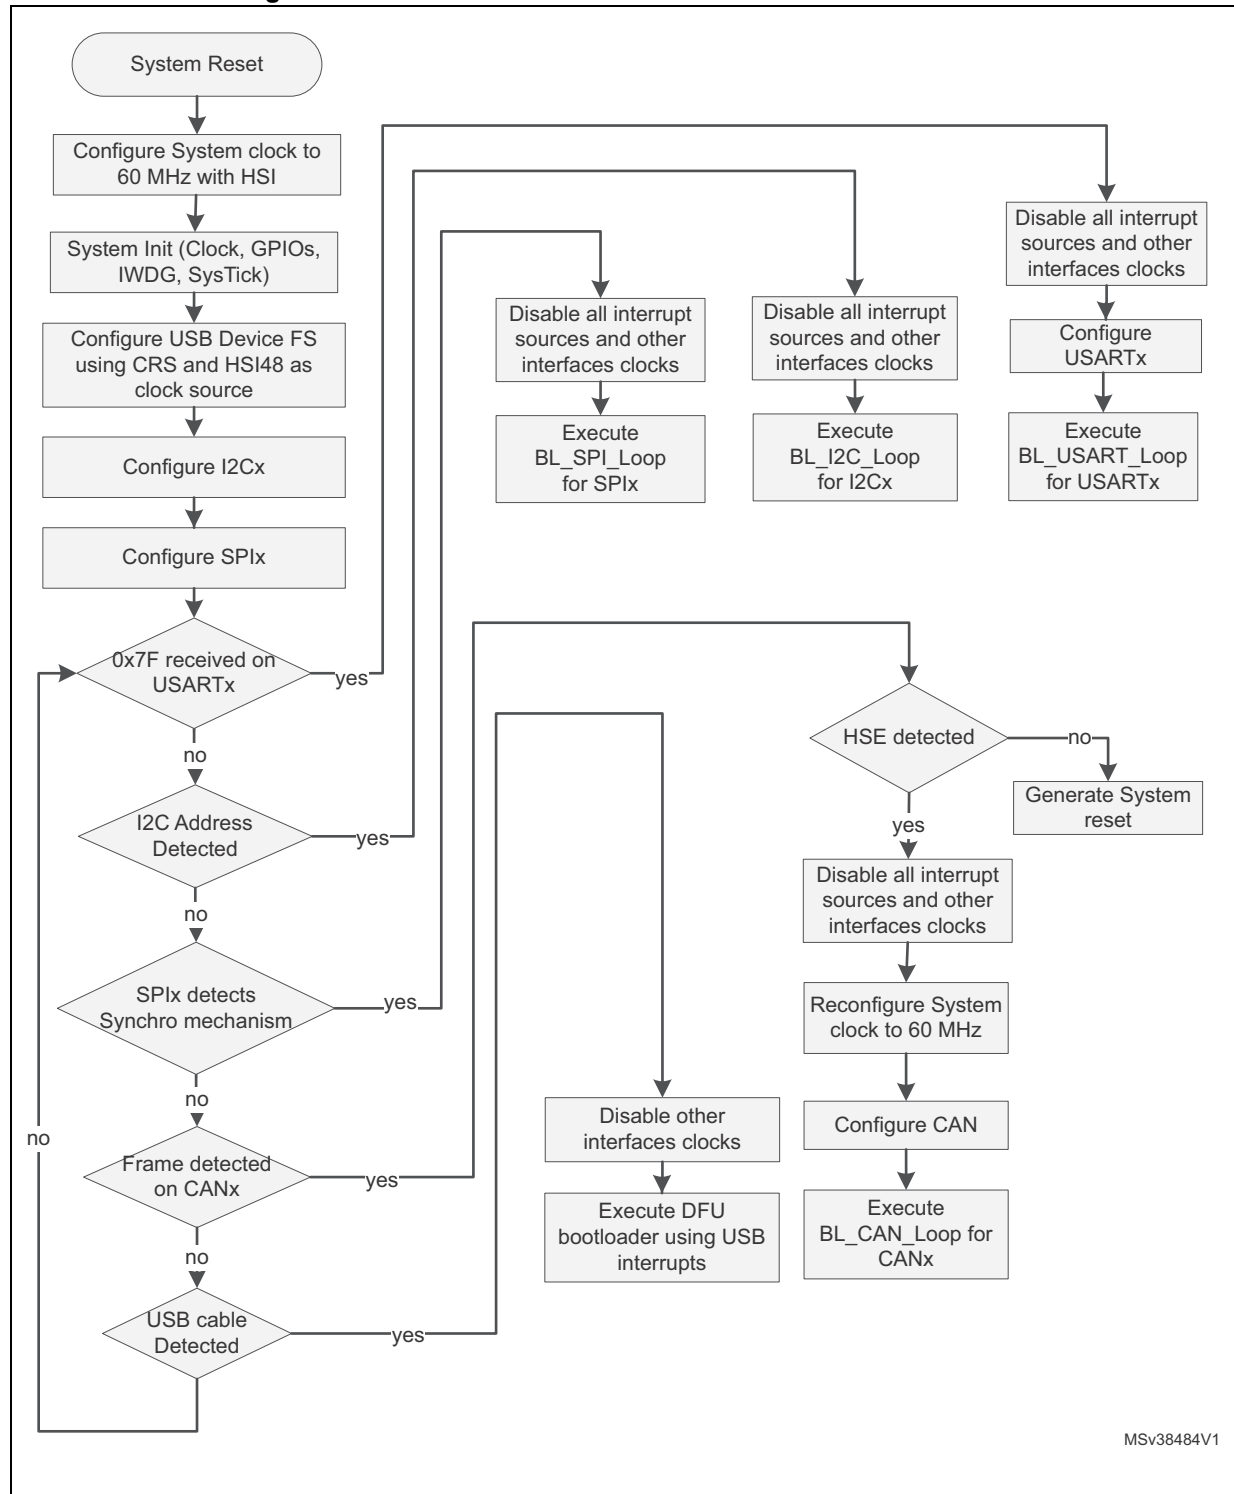 System Reset
Configure System clock to
60 MHz with HSI
System Init (Clock, GPIOs,
IWDG, SysTick)
Configure USB Device FS
using CRS and HSI48 as
clock source
Configure I2Cx
Configure SPIx
0x7F received on
USARTx
yes
no
I2C Address
Detected
yes
no
SPIx detects
Synchro mechanism
yes
no
Frame detected
on CANx
yes
no
USB cable
Detected
yes
no
Disable all interrupt
sources and other
interfaces clocks
Execute
BL_SPI_Loop
for SPIx
Disable all interrupt
sources and other
interfaces clocks
Execute
BL_I2C_Loop
for I2Cx
Disable all interrupt
sources and other
interfaces clocks
Configure
USARTx
Execute
BL_USART_Loop
for USARTx
Disable other
interfaces clocks
Execute DFU
bootloader using USB
interrupts
HSE detected
no
Generate System
reset
yes
Disable all interrupt
sources and other
interfaces clocks
Reconfigure System
clock to 60 MHz
Configure CAN
Execute
BL_CAN_Loop for
CANx
MSv38484V1